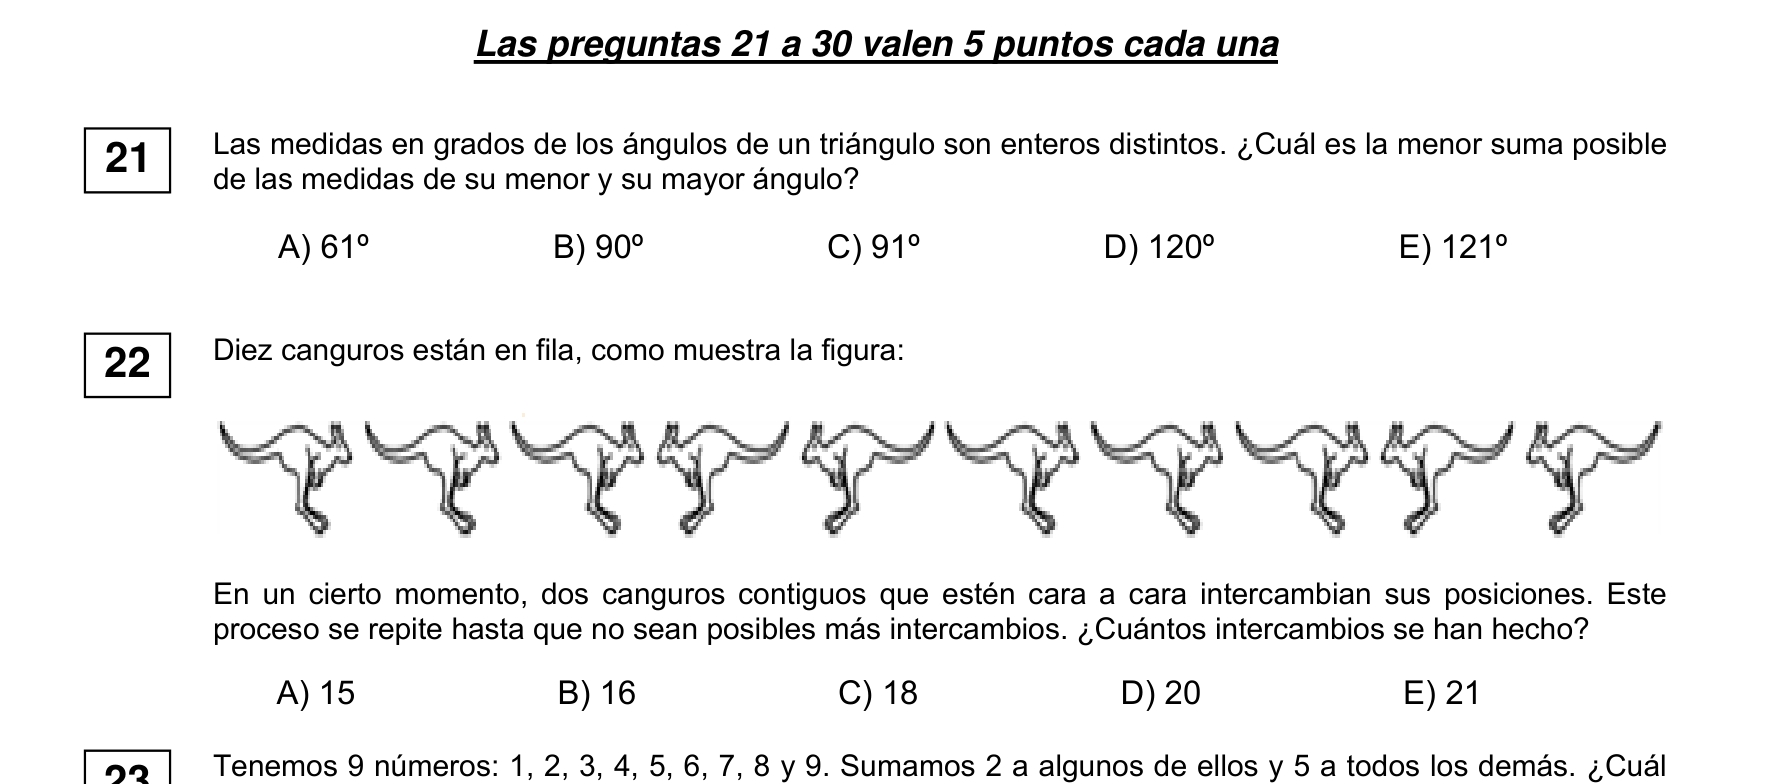 Las preguntas 21 a 30 valen 5 puntos cada una
21
Las medidas en grados de los ángulos de un triángulo son enteros distintos. ¿Cuál es la menor suma posible
de las medidas de su menor y su mayor ángulo?
A) 61º B) 90º C) 91º D) 120º E) 121º
22
Diez canguros están en fila, como muestra la figura:
En un cierto momento, dos canguros contiguos que estén cara a cara intercambian sus posiciones. Este
proceso se repite hasta que no sean posibles más intercambios. ¿Cuántos intercambios se han hecho?
A) 15 B) 16 C) 18 D) 20 E) 21
23
Tenemos 9 números: 1, 2, 3, 4, 5, 6, 7, 8 y 9. Sumamos 2 a algunos de ellos y 5 a todos los demás. ¿Cuál